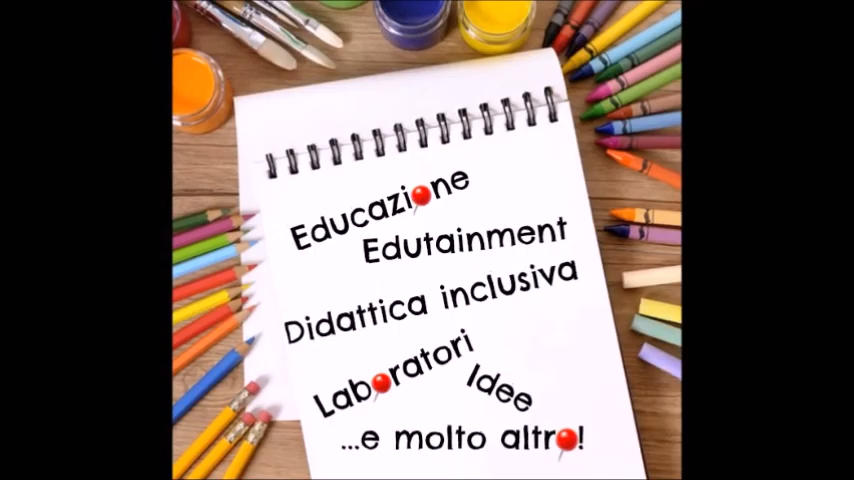 Educazione
Edutainment
Didattica inclusiva
Laboratori
Idee
...e molto altro!